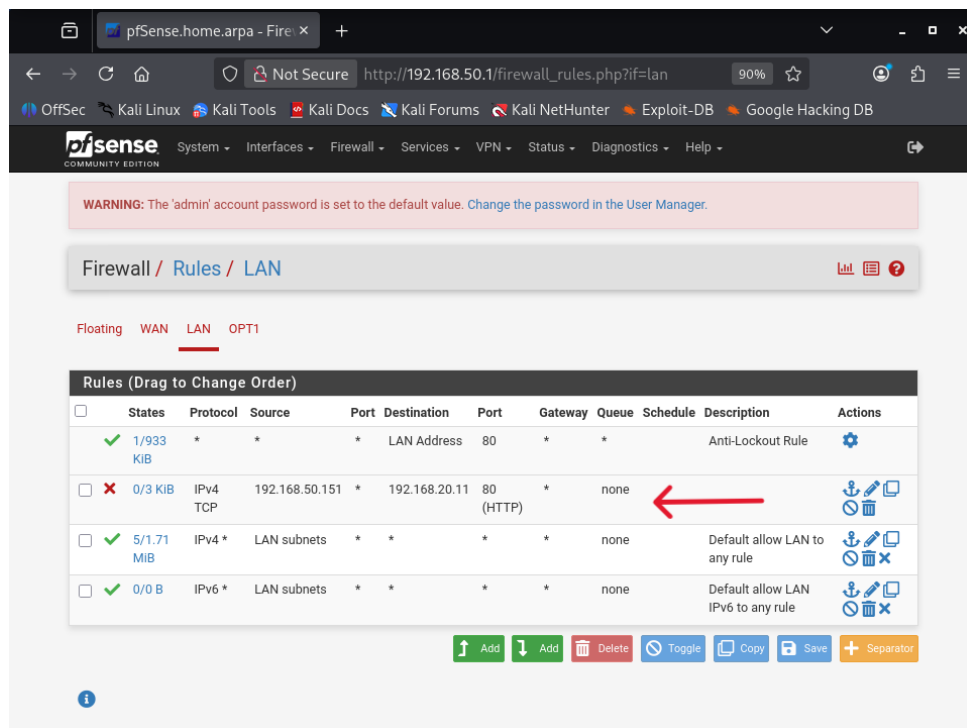 pfSense.home.arpa - Fire
Not Secure http://192.168.50.1/firewall_rules.php?if=lan 90%
OffSec Kali Linux Kali Tools Kali Docs Kali Forums Kali NetHunter Exploit-DB Google Hacking DB
pfsense System Interfaces Firewall Services VPN Status Diagnostics Help
COMMUNITY EDITION
WARNING: The 'admin' account password is set to the default value. Change the password in the User Manager.
Firewall / Rules / LAN
Floating WAN LAN OPT1
Rules (Drag to Change Order)
States Protocol Source Port Destination Port Gateway Queue Schedule Description Actions
1/933 * * * LAN Address 80 * * Anti-Lockout Rule
KiB
0/3 KiB IPv4 192.168.50.151 * 192.168.20.11 80 * none
TCP (HTTP)
5/1.71 IPv4 * LAN subnets * * * * none Default allow LAN to
MiB any rule
0/0 B IPv6 * LAN subnets * * * * none Default allow LAN
IPv6 to any rule
Add Add Delete Toggle Copy Save Separator